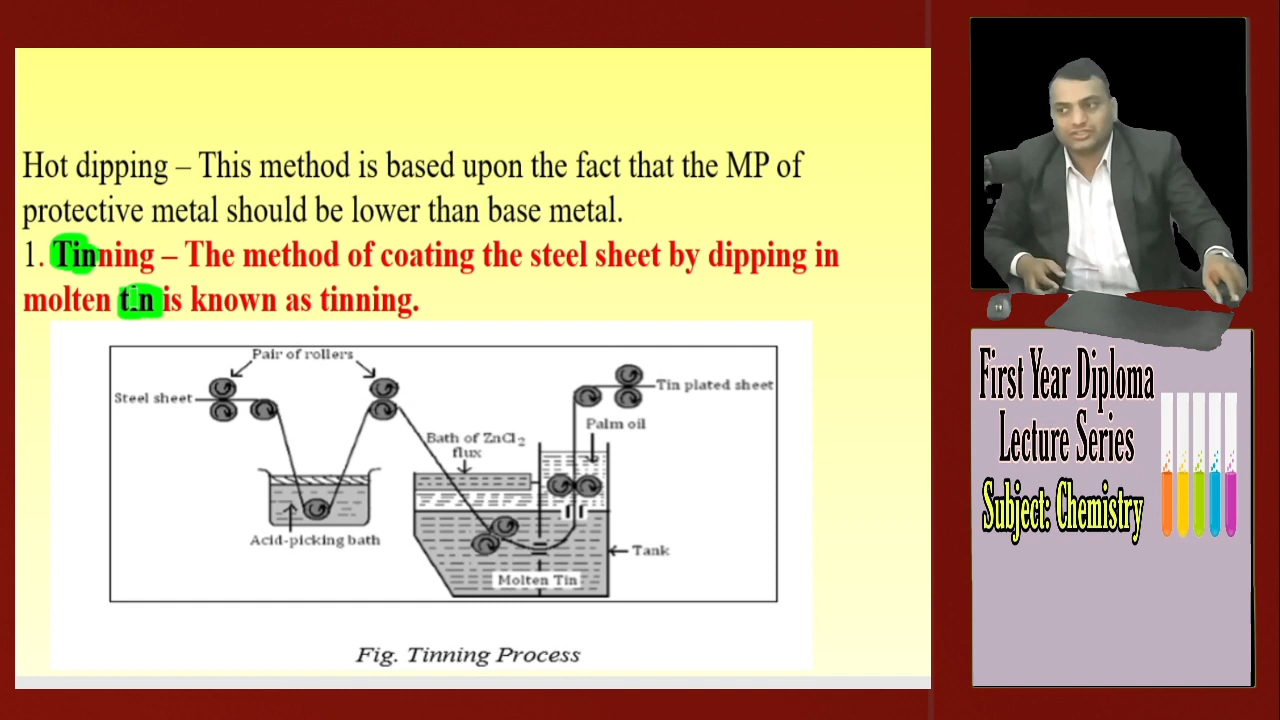 Hot dipping – This method is based upon the fact that the MP of
protective metal should be lower than base metal.
1. Tinning – The method of coating the steel sheet by dipping in
molten tin is known as tinning.
Pair of rollers
Steel sheet
Tin plated sheet
Palm oil
Bath of ZnCl2
flux
Acid-picking bath
Tank
Molten Tin
Fig. Tinning Process
First Year Diploma
Lecture Series
Subject: Chemistry